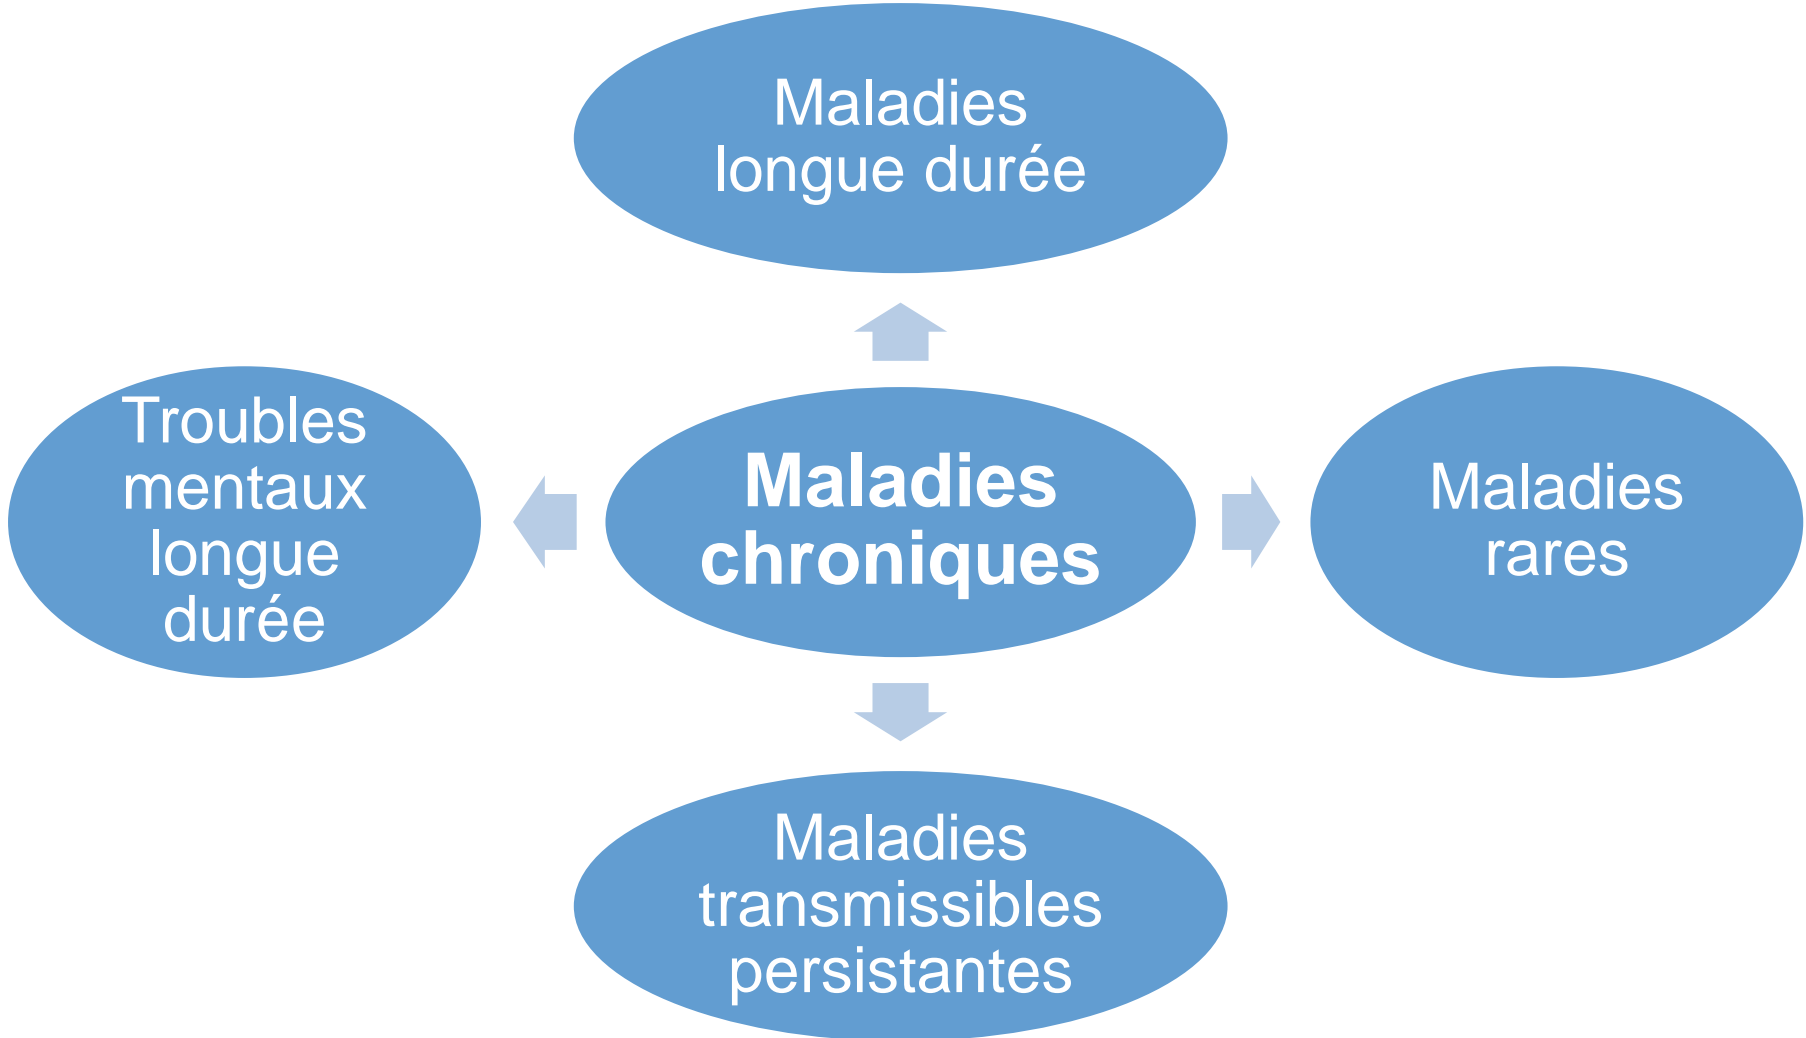 Maladies
longue durée
Troubles
mentaux
longue
durée
Maladies
chroniques
Maladies
rares
Maladies
transmissibles
persistantes